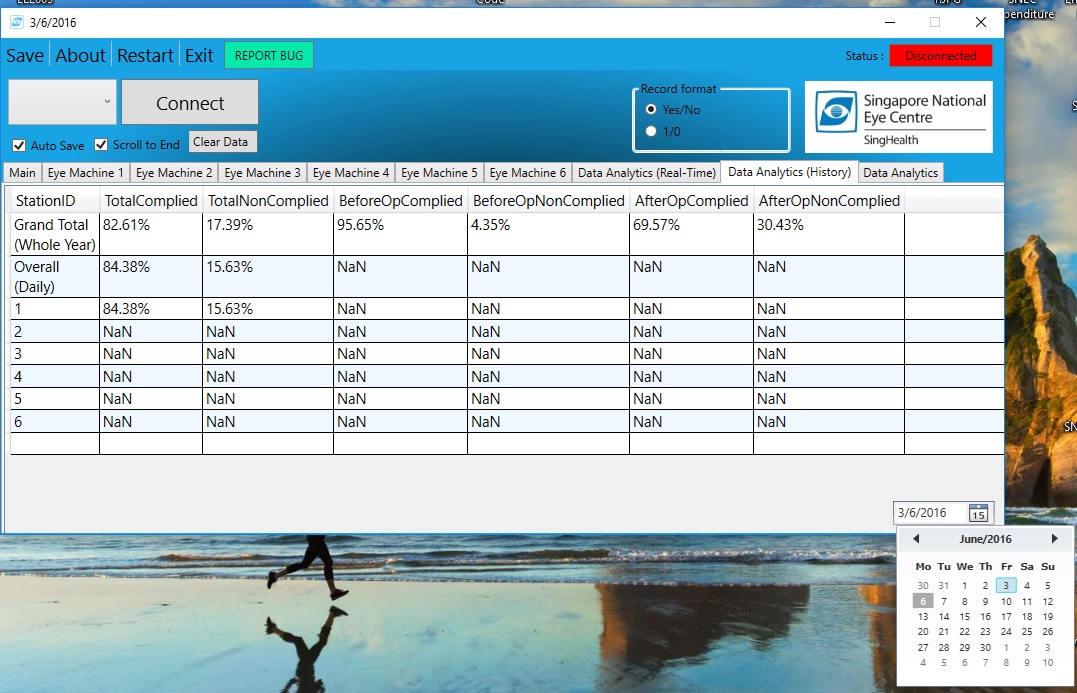 Code
penditure
3/6/2016
Save About Restart Exit REPORT BUG Status : Disconnected
Connect
Record format
Yes/No
1/0
Singapore National
Eye Centre
SingHealth
Auto Save Scroll to End Clear Data
Main Eye Machine 1 Eye Machine 2 Eye Machine 3 Eye Machine 4 Eye Machine 5 Eye Machine 6 Data Analytics (Real-Time) Data Analytics (History) Data Analytics
StationID TotalComplied TotalNonComplied BeforeOpComplied BeforeOpNonComplied AfterOpComplied AfterOpNonComplied
Grand Total (Whole Year) 82.61% 17.39% 95.65% 4.35% 69.57% 30.43%
Overall (Daily) 84.38% 15.63% NaN NaN NaN NaN
1 84.38% 15.63% NaN NaN NaN NaN
2 NaN NaN NaN NaN NaN NaN
3 NaN NaN NaN NaN NaN NaN
4 NaN NaN NaN NaN NaN NaN
5 NaN NaN NaN NaN NaN NaN
6 NaN NaN NaN NaN NaN NaN
3/6/2016 15
June/2016
Mo Tu We Th Fr Sa Su
30 31 1 2 3 4 5
6 7 8 9 10 11 12
13 14 15 16 17 18 19
20 21 22 23 24 25 26
27 28 29 30 1 2 3
4 5 6 7 8 9 10